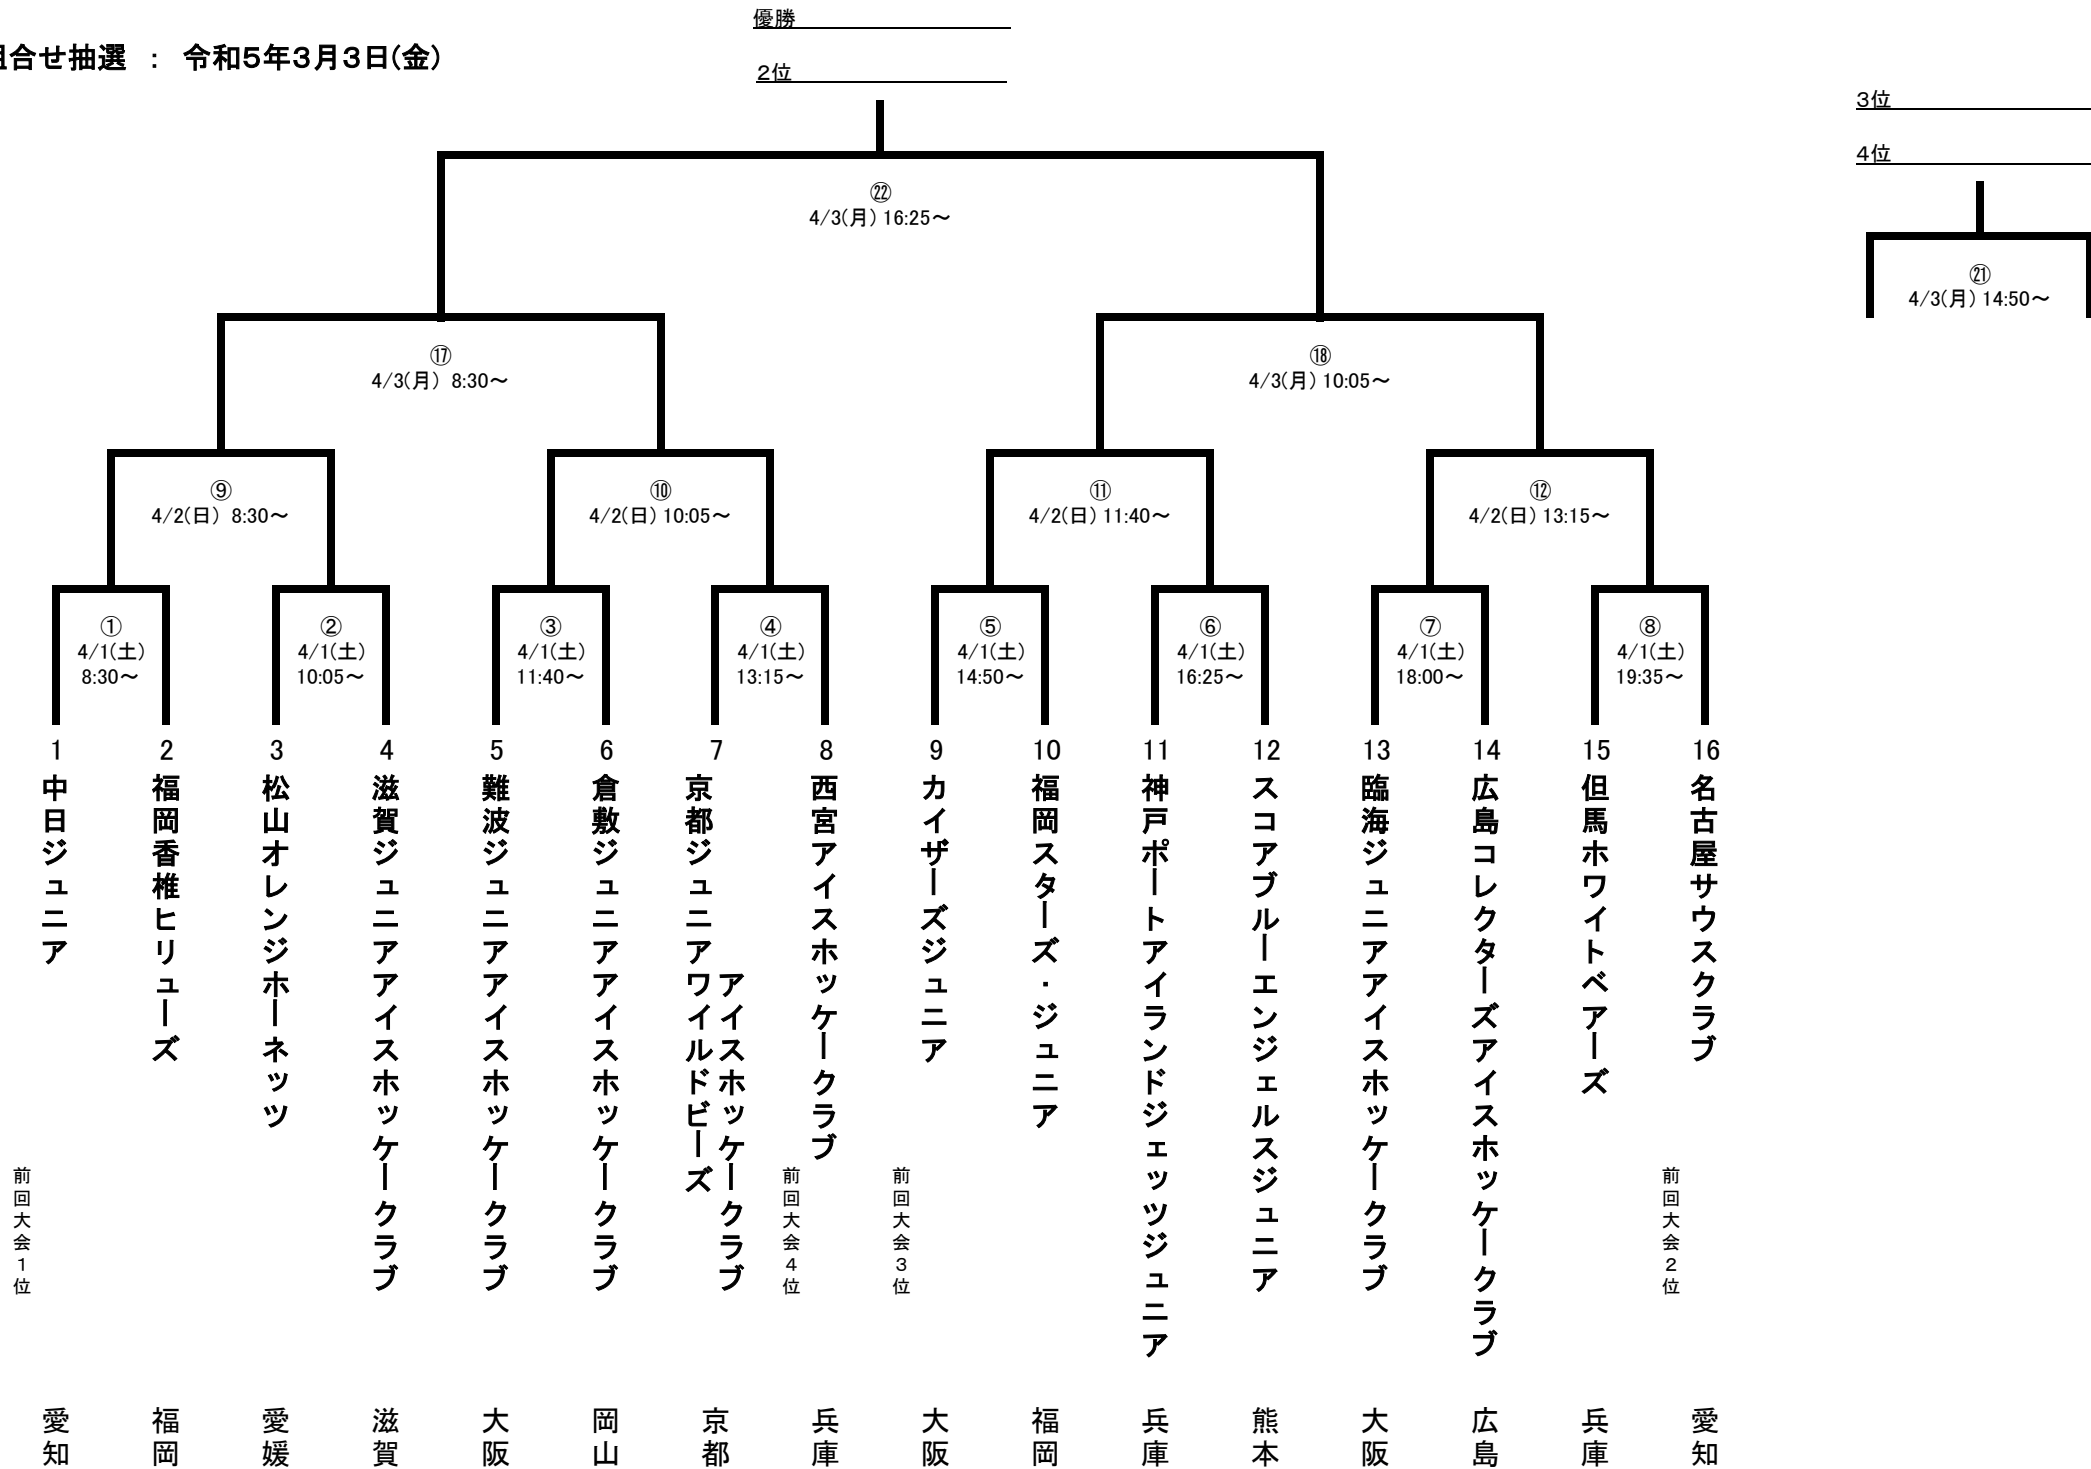 優勝
組合せ抽選 : 令和5年3月3日(金)
2位
3位
4位
㉒
4/3(月) 16:25～
㉑
4/3(月) 14:50～
⑰
4/3(月) 8:30～
⑱
4/3(月) 10:05～
⑨
4/2(日) 8:30～
⑩
4/2(日) 10:05～
⑪
4/2(日) 11:40～
⑫
4/2(日) 13:15～
①
4/1(土)
8:30～
②
4/1(土)
10:05～
③
4/1(土)
11:40～
④
4/1(土)
13:15～
⑤
4/1(土)
14:50～
⑥
4/1(土)
16:25～
⑦
4/1(土)
18:00～
⑧
4/1(土)
19:35～
1
中日ジュニア
前回大会1位
愛知
2
福岡香椎ヒリューズ
福岡
3
松山オレンジホーネッツ
愛媛
4
滋賀ジュニアアイスホッケークラブ
滋賀
5
難波ジュニアアイスホッケークラブ
大阪
6
倉敷ジュニアアイスホッケークラブ
岡山
7
京都ジュニアワイルドビーズ
アイスホッケークラブ
京都
8
西宮アイスホッケークラブ
前回大会4位
兵庫
9
カイザーズジュニア
前回大会3位
大阪
10
福岡スターズ・ジュニア
福岡
11
神戸ポートアイランドジェッツジュニア
兵庫
12
スコアブルーエンジェルスジュニア
熊本
13
臨海ジュニアアイスホッケークラブ
大阪
14
広島コレクターズアイスホッケークラブ
広島
15
但馬ホワイトベアーズ
兵庫
16
名古屋サウスクラブ
前回大会2位
愛知